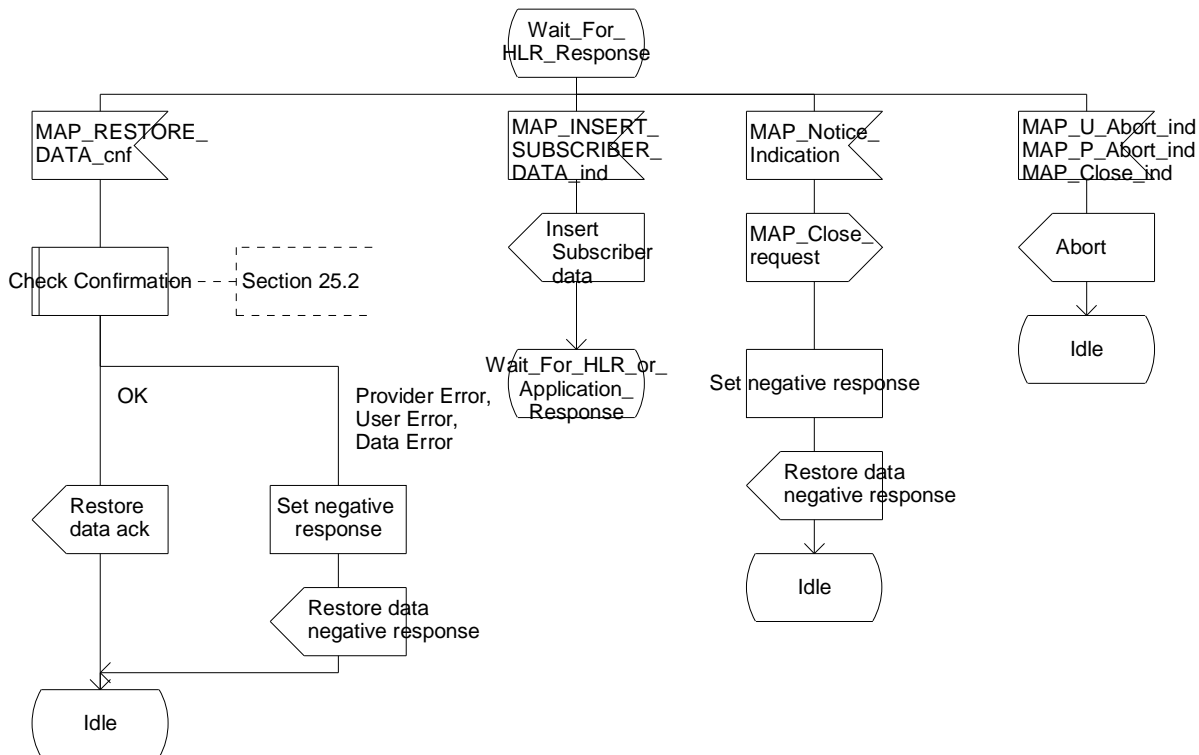 Wait_For_
HLR_Response
MAP_RESTORE_
DATA_cnf
MAP_INSERT_
SUBSCRIBER_
DATA_ind
MAP_Notice_
Indication
MAP_U_Abort_ind
MAP_P_Abort_ind
MAP_Close_ind
Insert
Subscriber
data
MAP_Close_
request
Abort
Check Confirmation
Section 25.2
Idle
Wait_For_HLR_or_
Application_
Response
Set negative response
OK
Provider Error,
User Error,
Data Error
Restore data
negative response
Restore
data ack
Set negative
response
Idle
Restore data
negative response
Idle